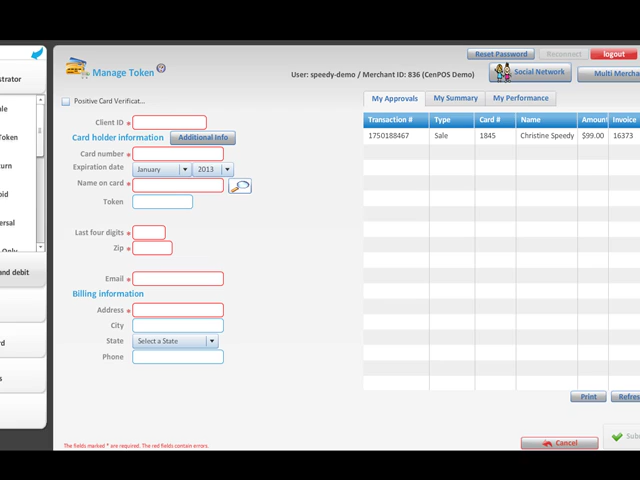 Reset Password
Reconnect
logout
Manage Token
User: speedy-demo / Merchant ID: 836 (CenPOS Demo)
Social Network
Multi Mercha
strator
Positive Card Verificat...
My Approvals
My Summary
My Performance
Client ID *
Transaction #
Type
Card #
Name
Amount
Invoice
1750188467
Sale
1845
Christine Speedy
$99.00
16373
ale
Token
urn
oid
ersal
Only
and debit
rd
s
Card holder information
Additional Info
Card number *
Expiration date
January
2013
Name on card *
Token
Last four digits *
Zip *
Email *
Billing information
Address *
City
State
Select a State
Phone
Print
Refres
The fields marked * are required. The red fields contain errors.
Cancel
Sub